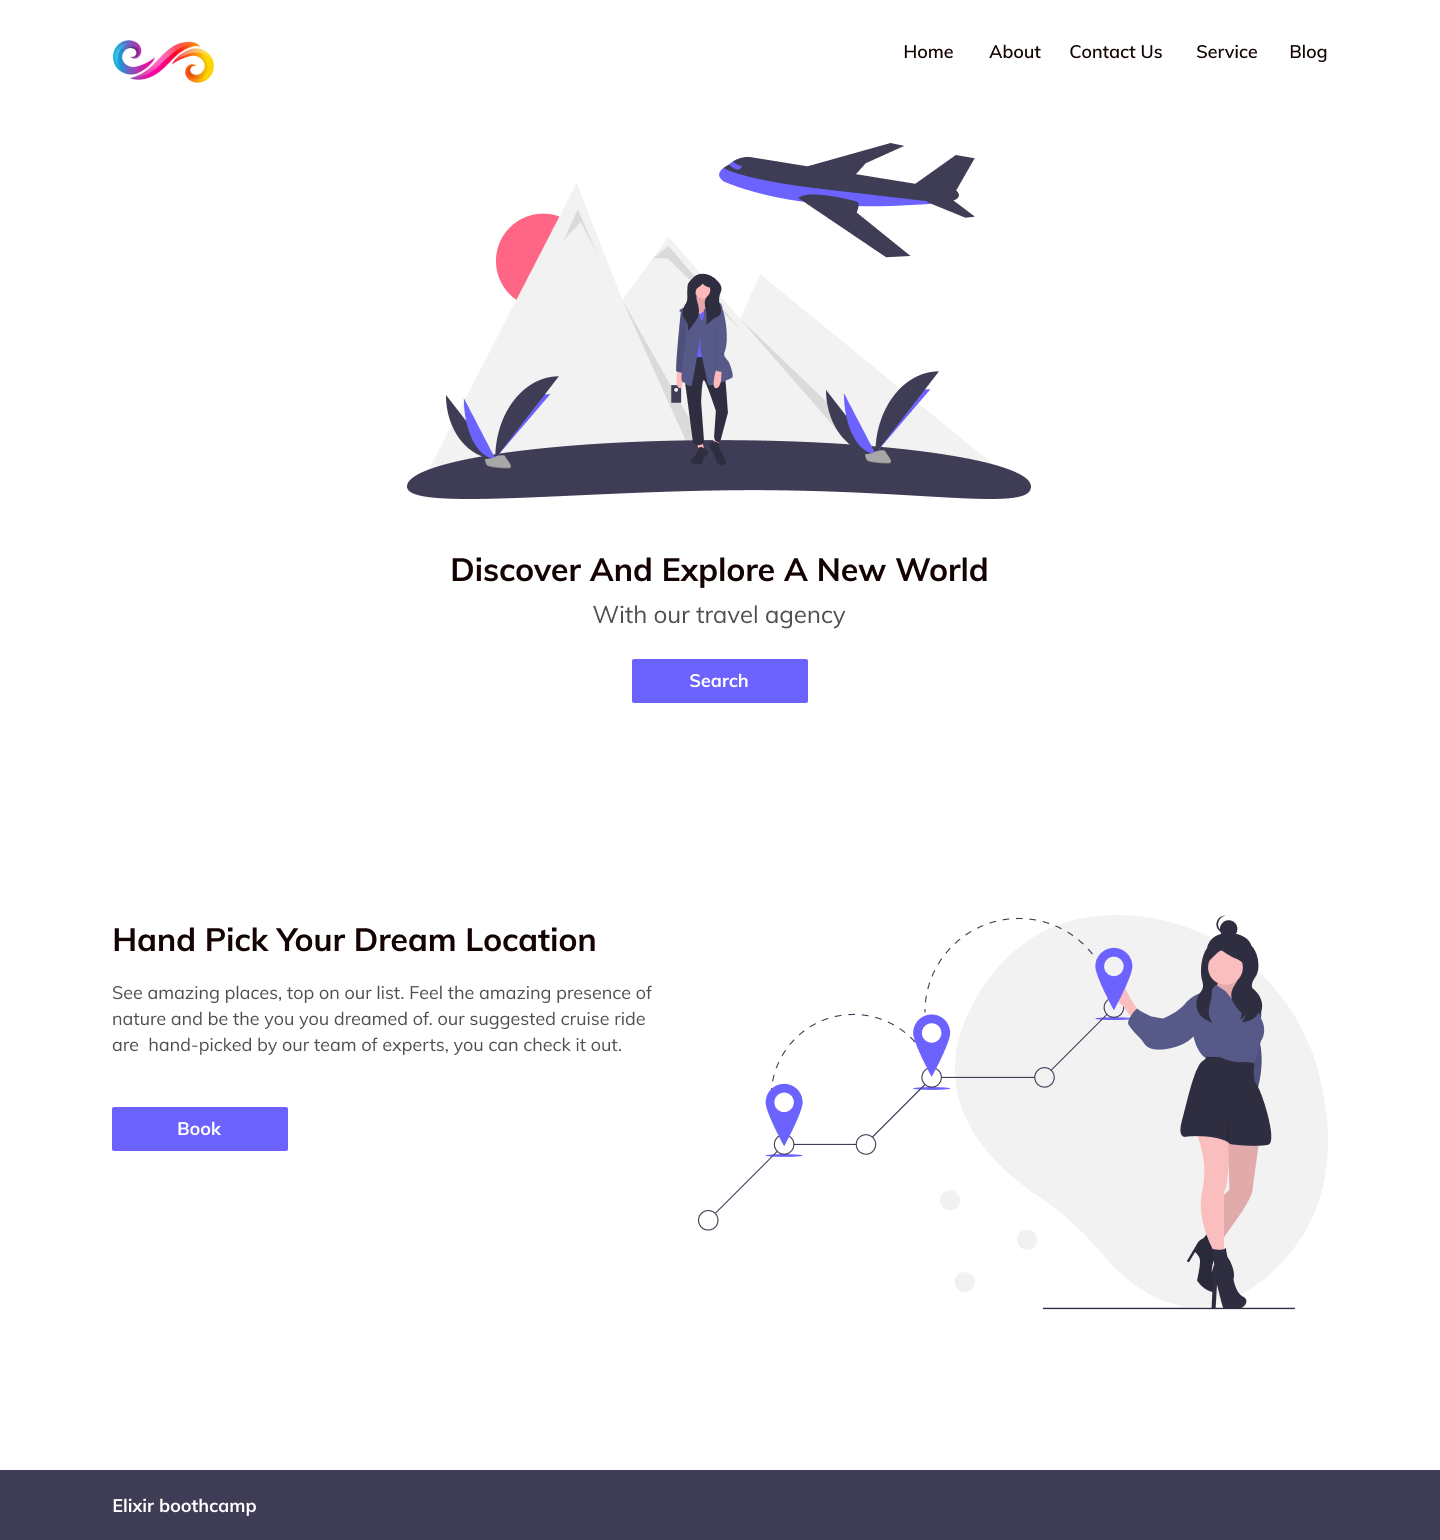 Home About Contact Us Service Blog
Discover And Explore A New World
With our travel agency
Search
Hand Pick Your Dream Location
See amazing places, top on our list. Feel the amazing presence of
nature and be the you you dreamed of. our suggested cruise ride
are  hand-picked by our team of experts, you can check it out.
Book
Elixir boothcamp